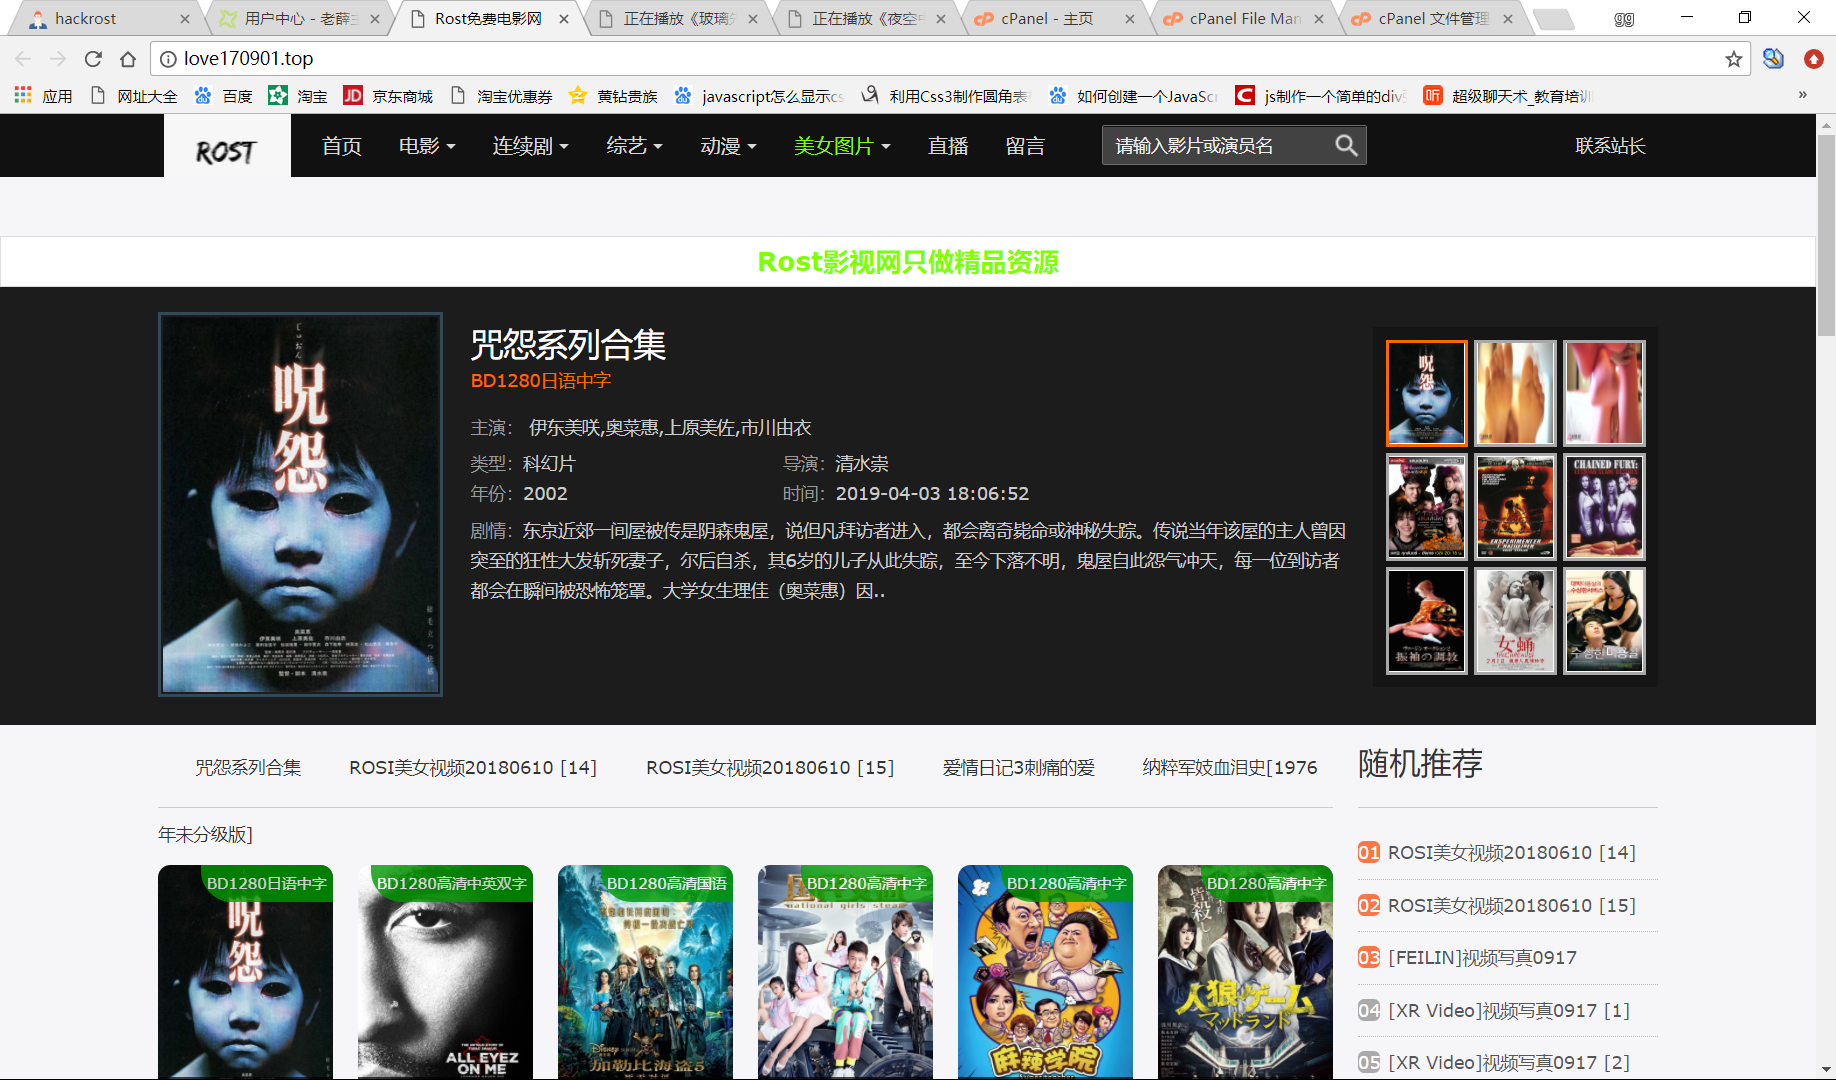 hackrost
用户中心 - 老薛主
Rost免费电影网
正在播放《玻璃
正在播放《夜空
cPanel - 主页
cPanel File Man
cPanel 文件管理
gg
love170901.top
应用
网址大全
百度
淘宝
京东商城
淘宝优惠券
黄钻贵族
javascript怎么显示cs
利用Css3制作圆角表
如何创建一个JavaScr
js制作一个简单的div
超级聊天术_教育培训
»
ROST
首页
电影
连续剧
综艺
动漫
美女图片
直播
留言
请输入影片或演员名
联系站长
Rost影视网只做精品资源
呪怨
咒怨系列合集
BD1280日语中字
主演： 伊东美咲,奥菜惠,上原美佐,市川由衣
类型：科幻片
导演：清水崇
年份：2002
时间：2019-04-03 18:06:52
剧情：东京近郊一间屋被传是阴森鬼屋，说但凡拜访者进入，都会离奇毙命或神秘失踪。传说当年该屋的主人曾因
突至的狂性大发斩死妻子，尔后自杀，其6岁的儿子从此失踪，至今下落不明，鬼屋自此怨气冲天，每一位到访者
都会在瞬间被恐怖笼罩。大学女生理佳（奥菜惠）因..
呪怨
CHAINED FURY:
振袖の調教
女蛹
咒怨系列合集
ROSI美女视频20180610 [14]
ROSI美女视频20180610 [15]
爱情日记3刺痛的爱
纳粹军妓血泪史[1976
年未分级版]
随机推荐
01 ROSI美女视频20180610 [14]
02 ROSI美女视频20180610 [15]
03 [FEILIN]视频写真0917
04 [XR Video]视频写真0917 [1]
05 [XR Video]视频写真0917 [2]
BD1280日语中字
呪怨
BD1280高清中英双字
ALL EYEZ
ON ME
BD1280高清国语
DISNEY
加勒比海盗5
BD1280高清中字
national girls steam
BD1280高清中字
麻辣学院
BD1280高清中字
皆殺し
人狼ゲーム
マッドランド